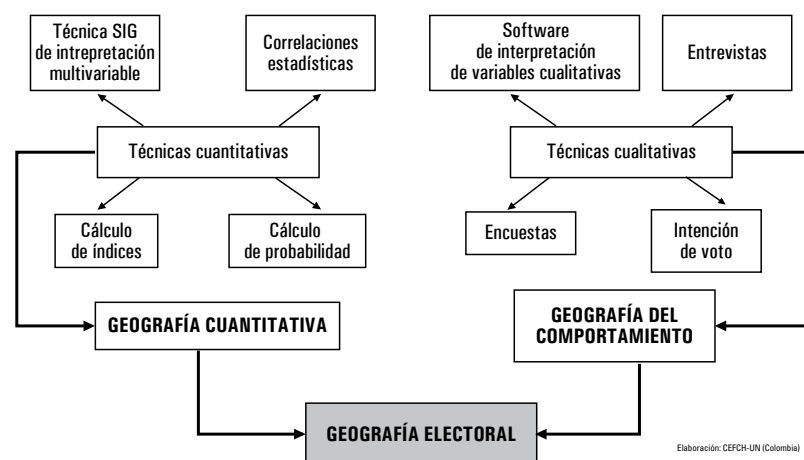 Técnica SIG
de intrepretación
multivariable
Correlaciones
estadísticas
Software
de interpretación
de variables cualitativas
Entrevistas
Técnicas cuantitativas
Técnicas cualitativas
Cálculo
de índices
Cálculo
de probabilidad
Encuestas
Intención
de voto
GEOGRAFÍA CUANTITATIVA
GEOGRAFÍA DEL
COMPORTAMIENTO
GEOGRAFÍA ELECTORAL
Elaboración: CEFCH-UN (Colombia)